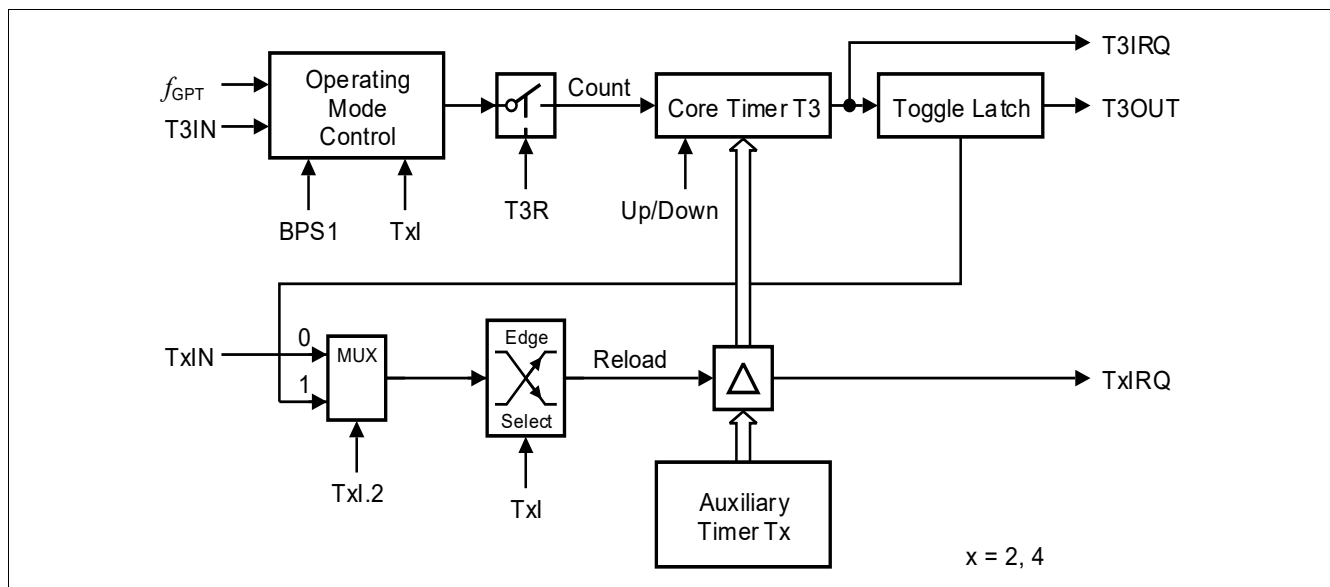 T3IRQ
fGPT
Operating
Mode
Control
Count
Core Timer T3
Toggle Latch
T3OUT
T3IN
BPS1
TxI
T3R
Up/Down
TxIN
0
1
MUX
Edge
Select
Reload
Δ
TxIRQ
TxI.2
TxI
Auxiliary
Timer Tx
x = 2, 4